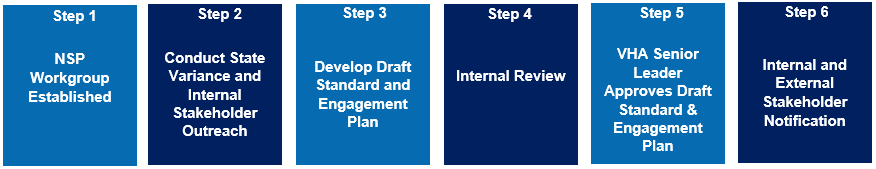 Step 1
NSP
Workgroup
Established
Step 2
Conduct State
Variance and
Internal
Stakeholder
Outreach
Step 3
Develop Draft
Standard and
Engagement
Plan
Step 4
Internal Review
Step 5
VHA Senior
Leader
Approves Draft
Standard &
Engagement
Plan
Step 6
Internal and
External
Stakeholder
Notification